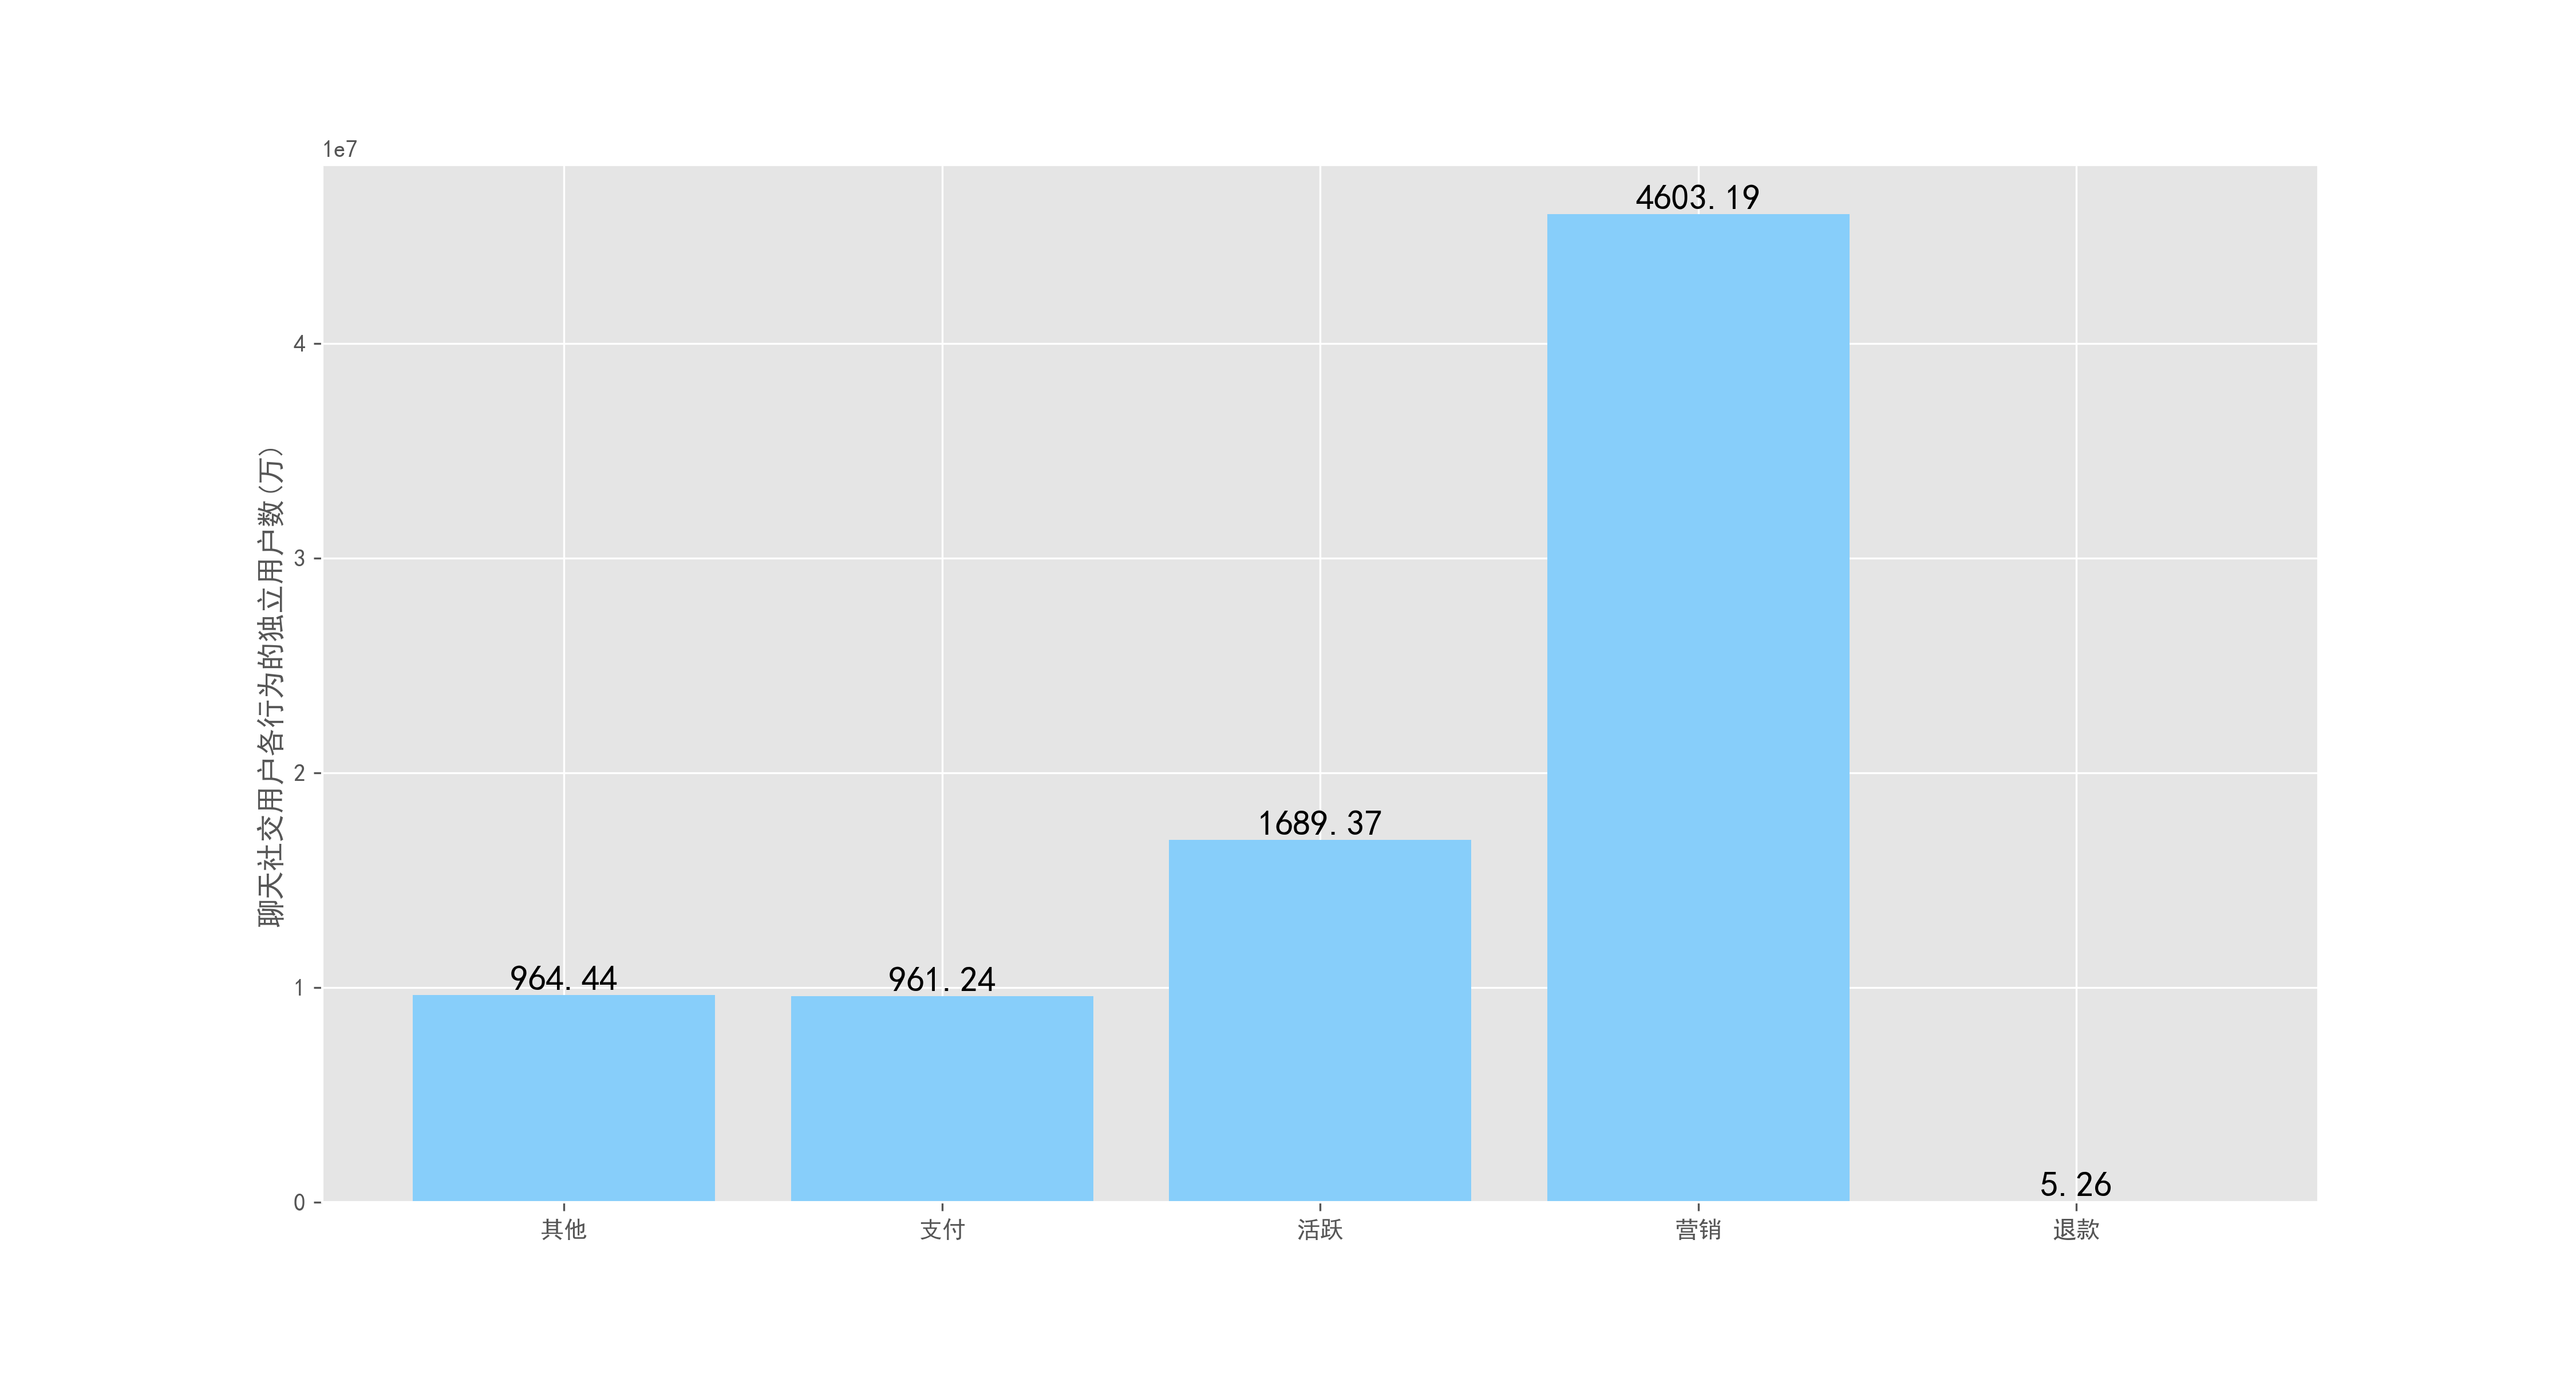 1e7
4603.19
4
3
2
1689.37
964.44
961.24
1
5.26
0
聊天社交用户各行为的独立用户数(万)
其他
支付
活跃
营销
退款